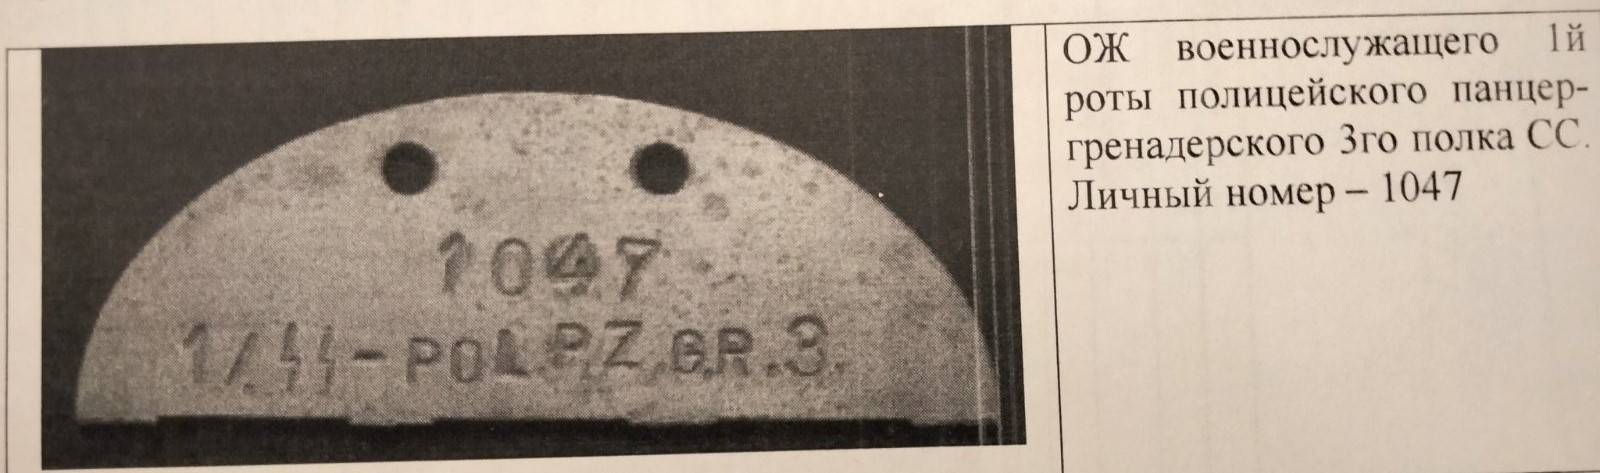 1047
1/ᛋᛋ-POL.PZ.GR.3.
ОЖ военнослужащего 1й
роты полицейского панцер-
гренадерского 3го полка СС.
Личный номер – 1047